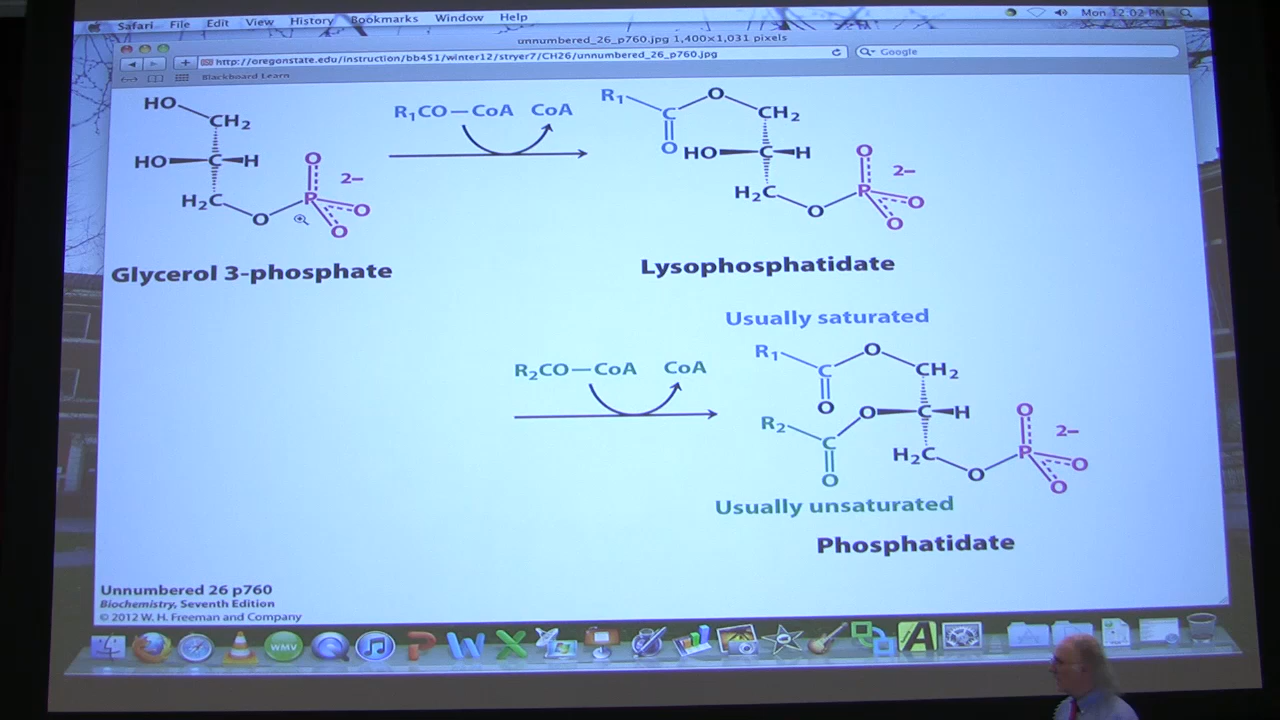 Safari File Edit View History Bookmarks Window Help
Mon 12:02 PM
unnumbered_26_p760.jpg 1,400×1,031 pixels
http://oregonstate.edu/instruction/bb451/winter12/stryer7/CH26/unnumbered_26_p760.jpg
Google
Blackboard Learn
HO
CH₂
HO C H
H₂C
O
P
O
O
O
2–
Glycerol 3-phosphate
R₁CO—CoA CoA
R₁
O
CH₂
C
O
HO C H
H₂C
O
P
O
O
O
2–
Lysophosphatidate
R₂CO—CoA CoA
Usually saturated
R₁
O
CH₂
C
O
O C H
R₂
C
O
H₂C
O
P
O
O
O
2–
Usually unsaturated
Phosphatidate
Unnumbered 26 p760
Biochemistry, Seventh Edition
© 2012 W. H. Freeman and Company
WMV